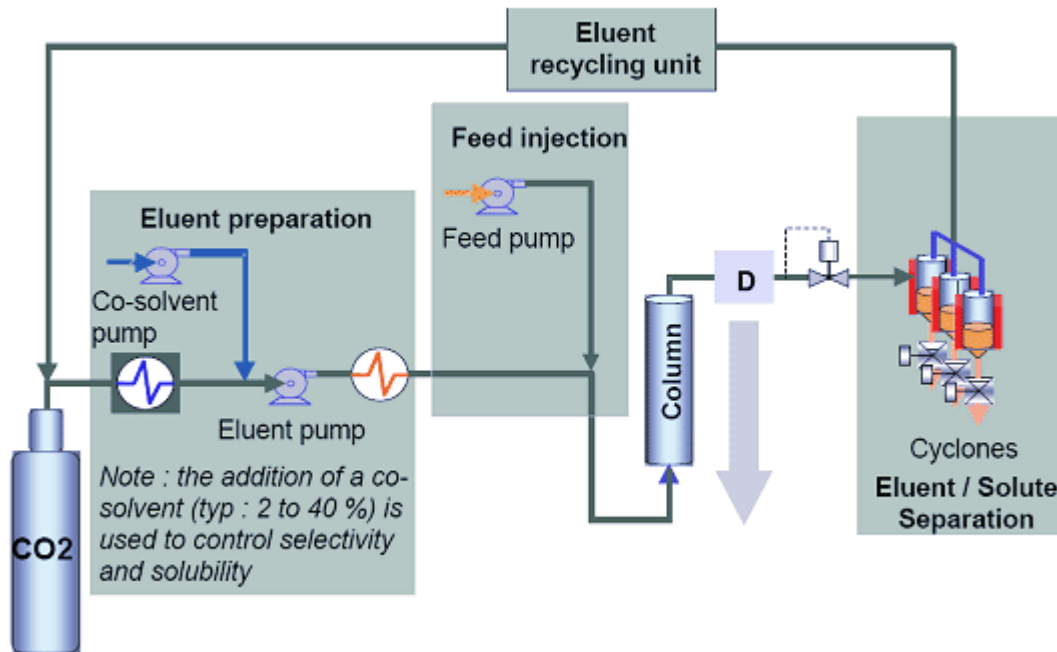 Eluent
recycling unit
Feed injection
Feed pump
Eluent preparation
Co-solvent
pump
Eluent pump
Note : the addition of a co-
solvent (typ : 2 to 40 %) is
used to control selectivity
and solubility
CO2
Column
D
Cyclones
Eluent / Solute
Separation